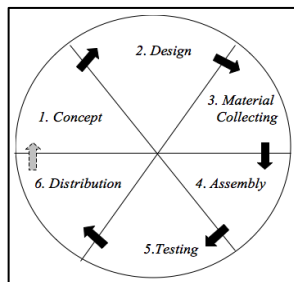 2. Design
1. Concept
3. Material
Collecting
6. Distribution
4. Assembly
5.Testing